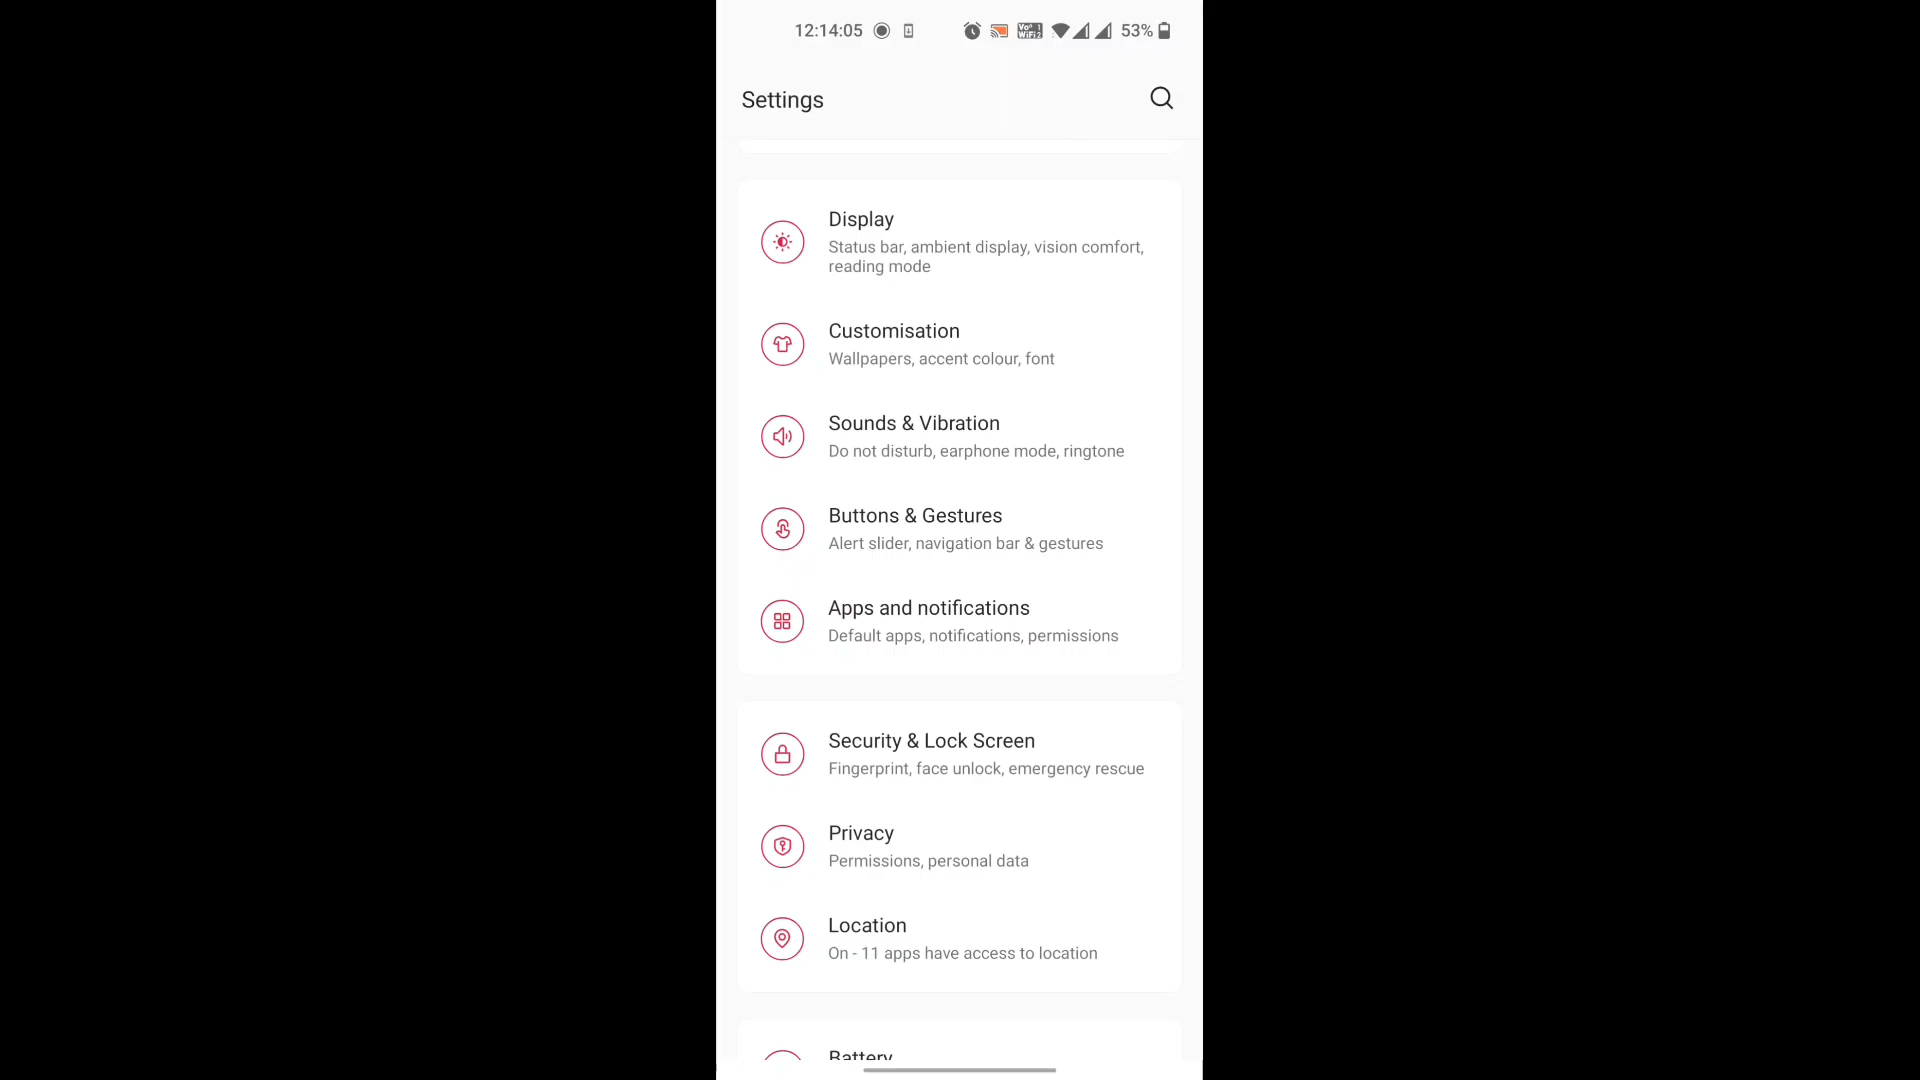 12:14:05 53%
Settings
Display
Status bar, ambient display, vision comfort,
reading mode
Customisation
Wallpapers, accent colour, font
Sounds & Vibration
Do not disturb, earphone mode, ringtone
Buttons & Gestures
Alert slider, navigation bar & gestures
Apps and notifications
Default apps, notifications, permissions
Security & Lock Screen
Fingerprint, face unlock, emergency rescue
Privacy
Permissions, personal data
Location
On - 11 apps have access to location
Battery